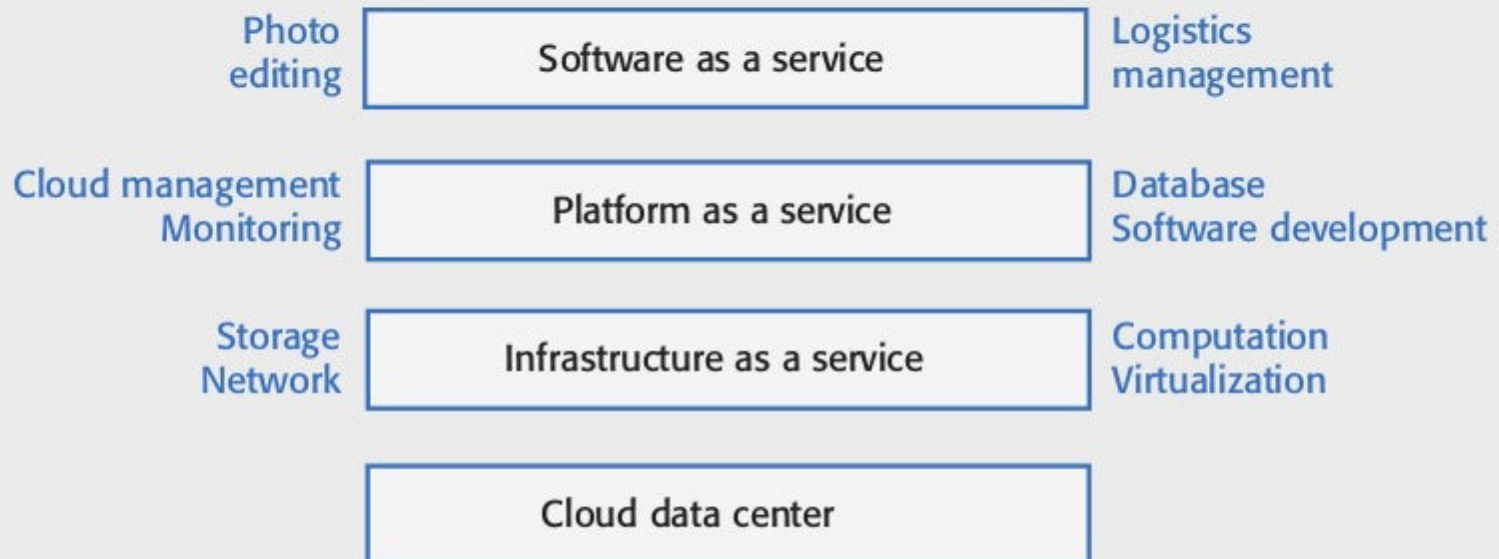 Photo
editing
Software as a service
Logistics
management
Cloud management
Monitoring
Platform as a service
Database
Software development
Storage
Network
Infrastructure as a service
Computation
Virtualization
Cloud data center